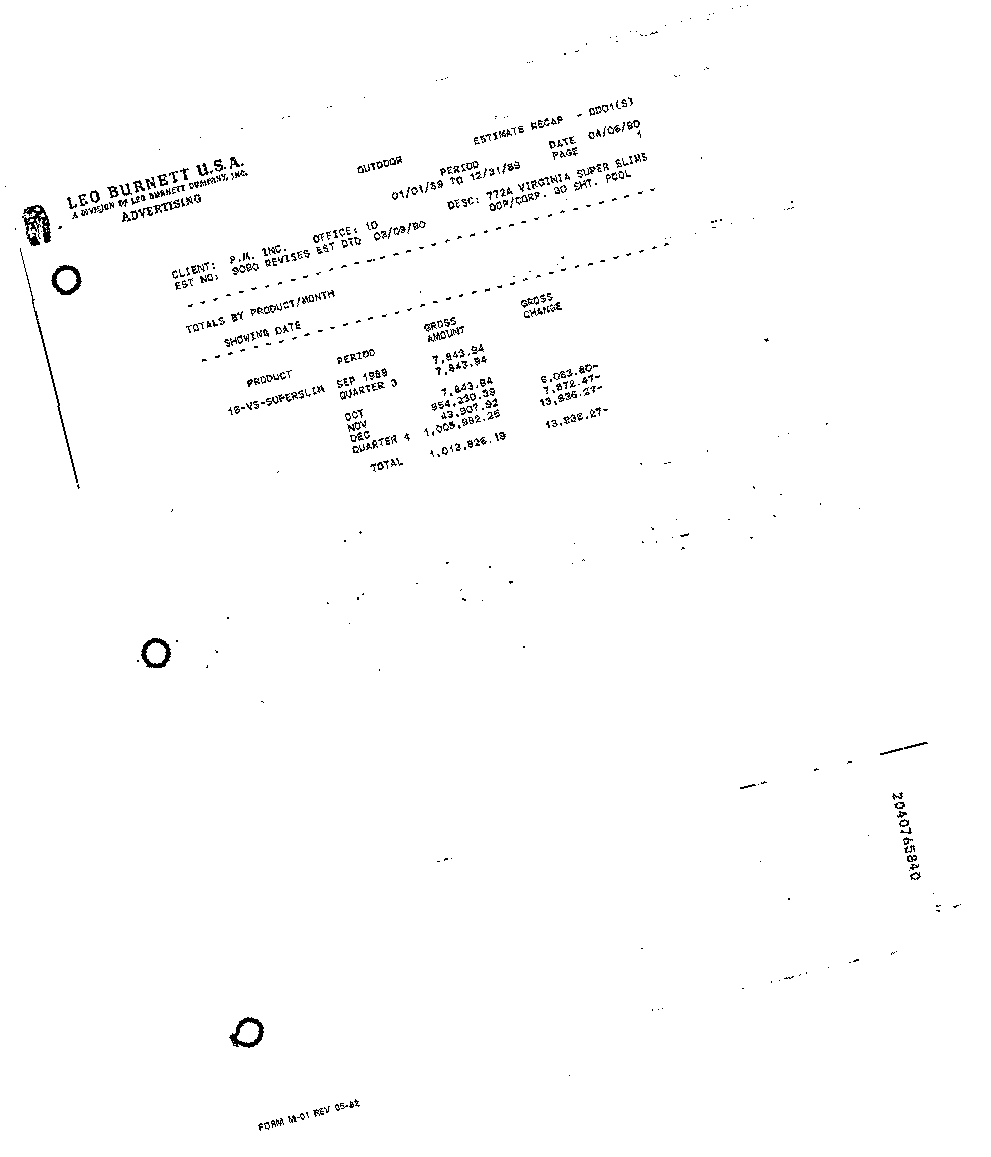 ESTIMATE RECAP - DDO1(S)
OUTDOOR PERIOD DATE 04/06/90
01/01/89 TO 12/31/89 PAGE 1
LEO BURNETT U.S.A.
A DIVISION OF LEO BURNETT COMPANY, INC.
ADVERTISING
DESC: 772A VIRGINIA SUPER SLIMS
OOP/CORP. 30 SHT. POOL
CLIENT: P.M. INC. OFFICE: 10
EST NO: REVISES EST DTD
TOTALS BY PRODUCT/MONTH
SHOWING DATE
PRODUCT PERIOD GROSS AMOUNT GROSS CHANGE
18-VS-SUPERSLIM SEP 1989 7,843.94
QUARTER 3 7,843.94
OCT 7,843.94
NOV 954,230.39 6,063.80-
DEC 43,907.92 7,872.47-
QUARTER 4 1,005,982.25 13,936.27-
TOTAL 1,013,826.19 13,936.27-
2040765840
FORM M-01 REV 05-82